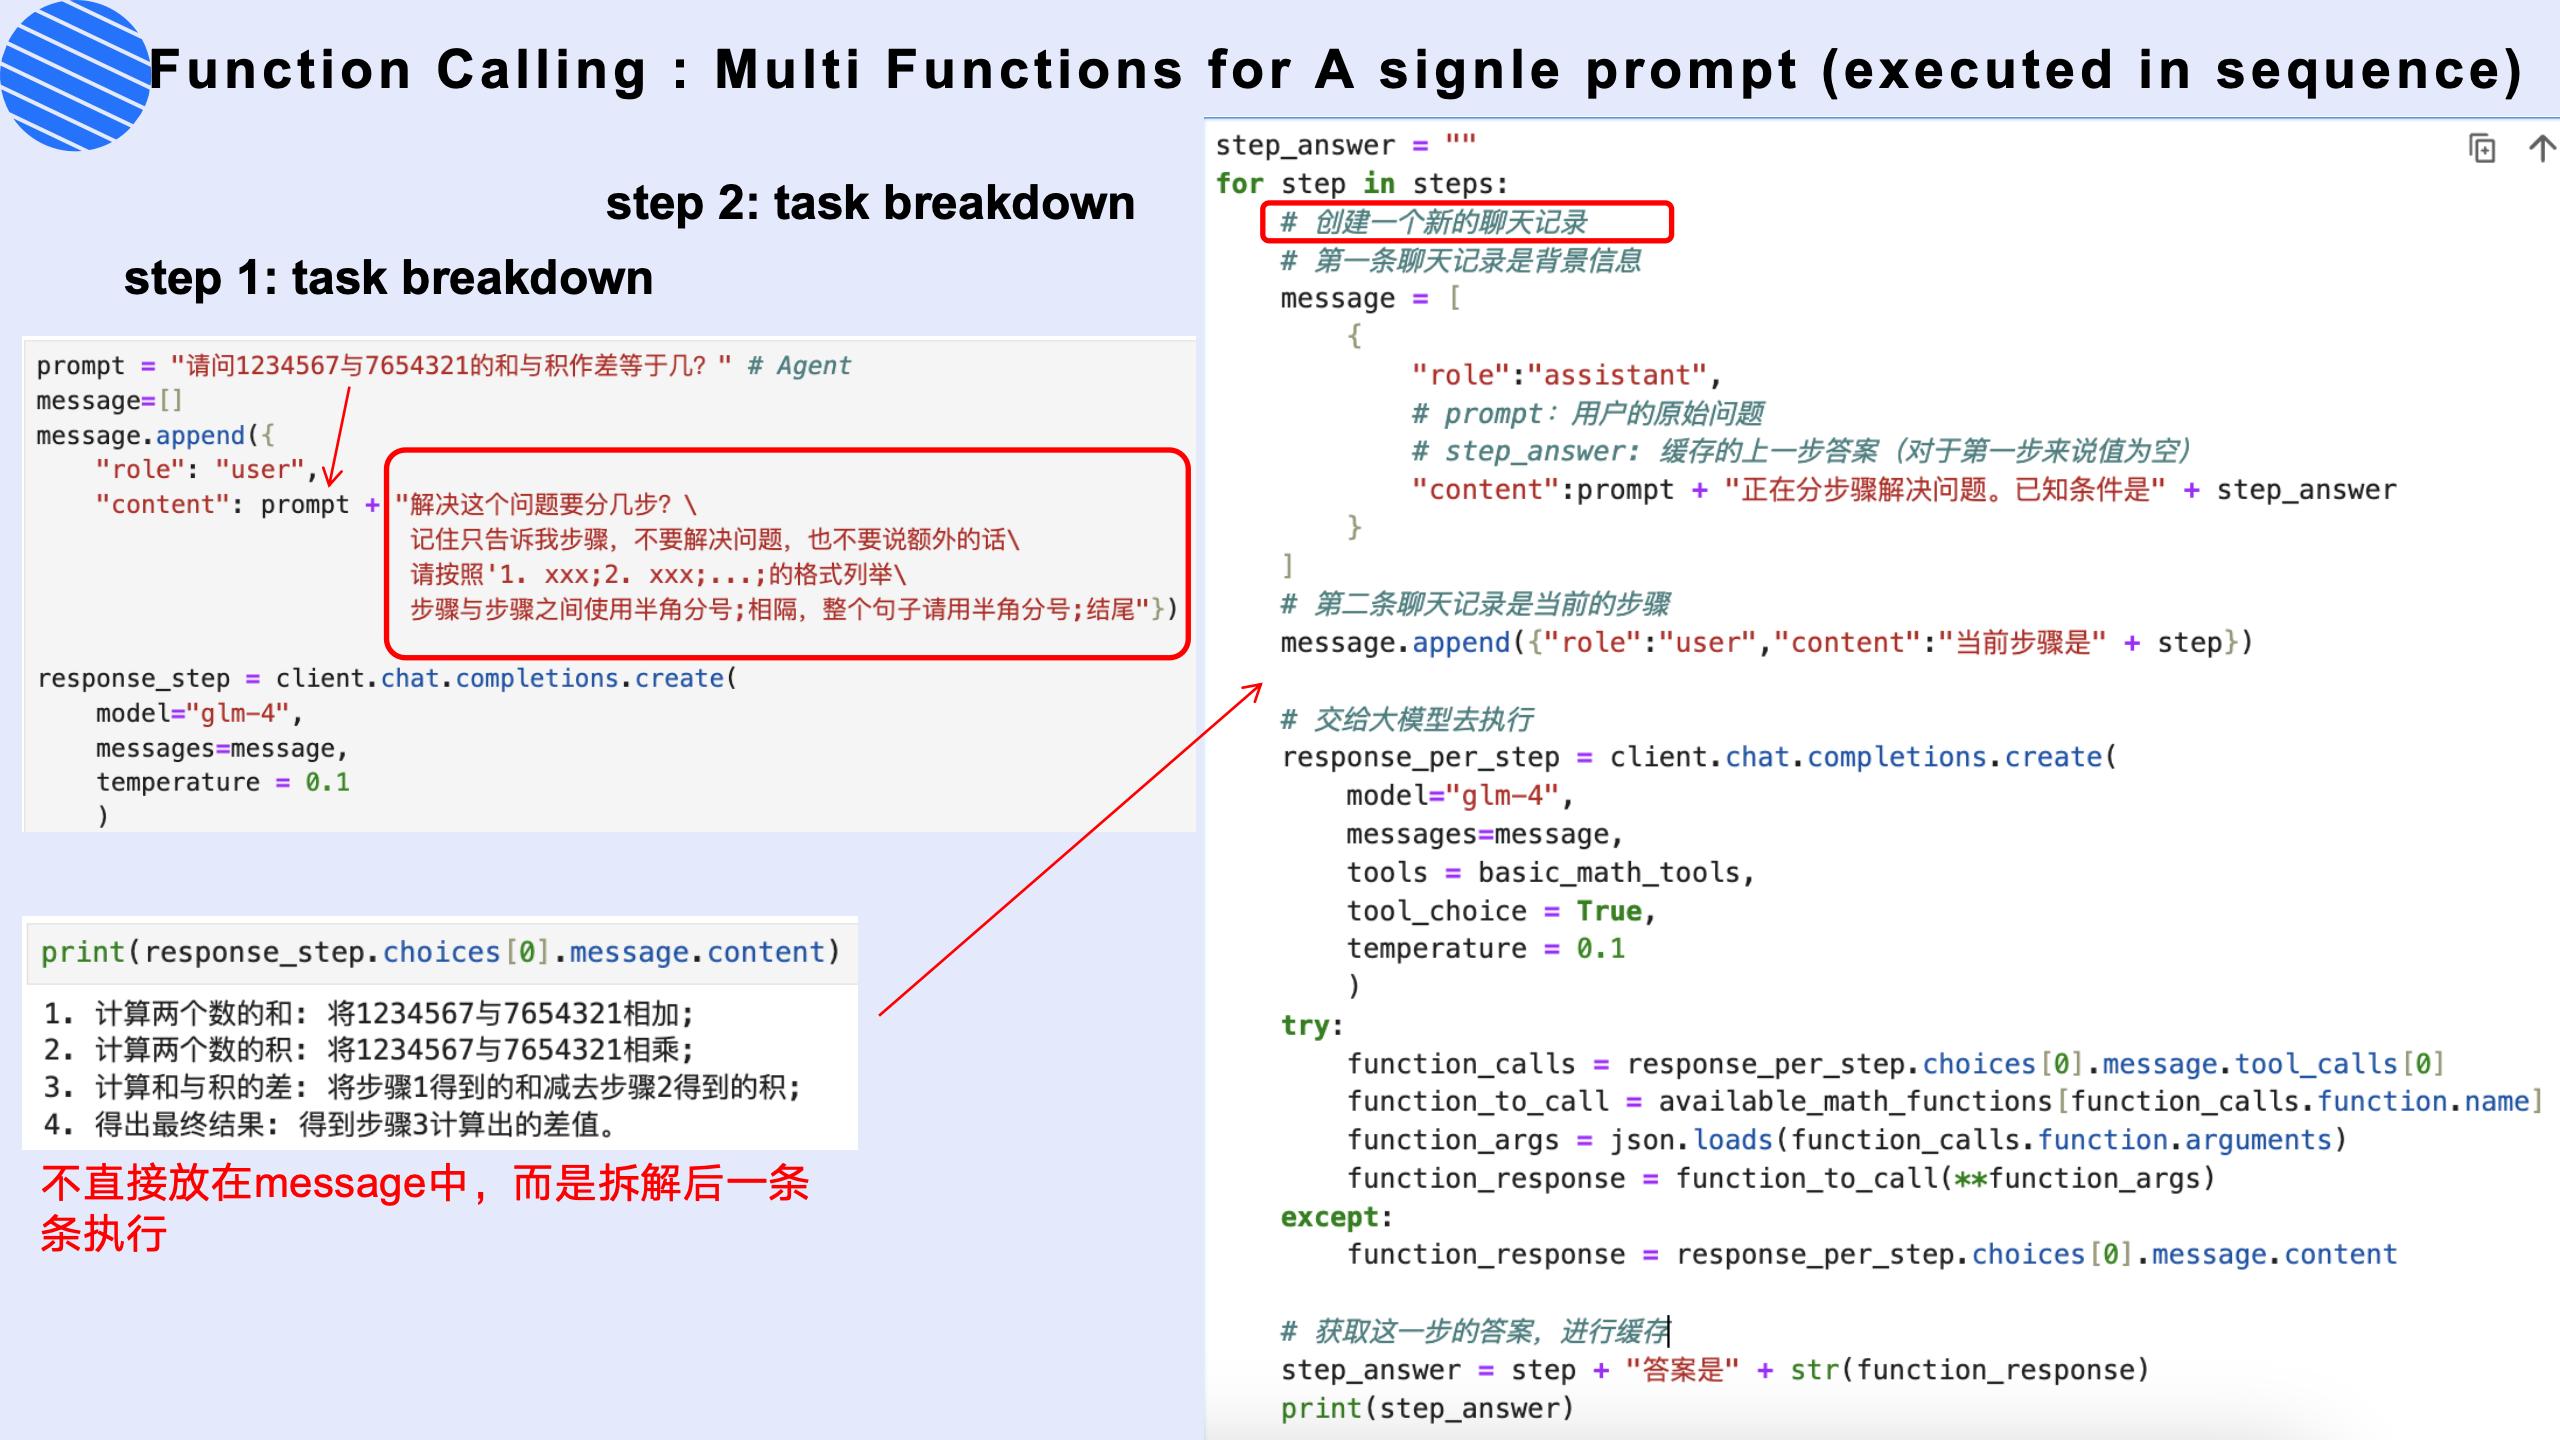 Function Calling : Multi Functions for A signle prompt (executed in sequence)
step 2: task breakdown
step 1: task breakdown
prompt = "请问1234567与7654321的和与积作差等于几？" # Agent
message=[]
message.append({
"role": "user",
"content": prompt + "解决这个问题要分几步？\
记住只告诉我步骤，不要解决问题，也不要说额外的话\
请按照'1. xxx;2. xxx;...;的格式列举\
步骤与步骤之间使用半角分号;相隔，整个句子请用半角分号;结尾"})
response_step = client.chat.completions.create(
model="glm-4",
messages=message,
temperature = 0.1
)
print(response_step.choices[0].message.content)
1. 计算两个数的和: 将1234567与7654321相加;
2. 计算两个数的积: 将1234567与7654321相乘;
3. 计算和与积的差: 将步骤1得到的和减去步骤2得到的积;
4. 得出最终结果: 得到步骤3计算出的差值。
不直接放在message中，而是拆解后一条
条执行
step_answer = ""
for step in steps:
# 创建一个新的聊天记录
# 第一条聊天记录是背景信息
message = [
{
"role":"assistant",
# prompt: 用户的原始问题
# step_answer: 缓存的上一步答案（对于第一步来说值为空）
"content":prompt + "正在分步骤解决问题。已知条件是" + step_answer
}
]
# 第二条聊天记录是当前的步骤
message.append({"role":"user","content":"当前步骤是" + step})
# 交给大模型去执行
response_per_step = client.chat.completions.create(
model="glm-4",
messages=message,
tools = basic_math_tools,
tool_choice = True,
temperature = 0.1
)
try:
function_calls = response_per_step.choices[0].message.tool_calls[0]
function_to_call = available_math_functions[function_calls.function.name]
function_args = json.loads(function_calls.function.arguments)
function_response = function_to_call(**function_args)
except:
function_response = response_per_step.choices[0].message.content
# 获取这一步的答案，进行缓存
step_answer = step + "答案是" + str(function_response)
print(step_answer)